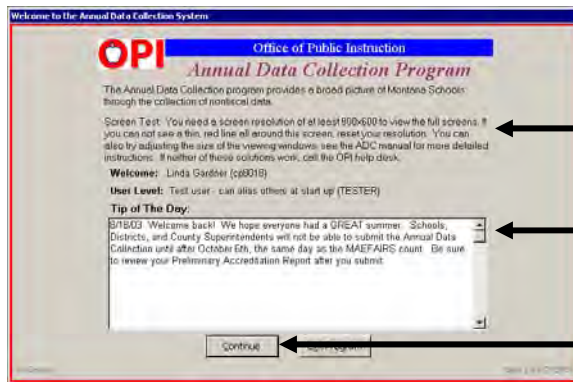 Welcome to the Annual Data Collection System
OPI
Office of Public Instruction
Annual Data Collection Program
The Annual Data Collection program provides a broad picture of Montana Schools
through the collection of nonfiscal data.
Screen Test: You need a screen resolution of at least 800x600 to view the full screens. If
you can not see a thin, red line all around this screen, reset your resolution. You can
also try adjusting the size of the viewing windows; see the ADC manual for more detailed
instructions. If neither of these solutions work, call the OPI help desk.
Welcome: Linda Gardner (cp8018)
User Level: Test user - can alias others at start up (TESTER)
Tip of The Day:
8/18/03 Welcome back! We hope everyone had a GREAT summer. Schools,
Districts, and County Superintendents will not be able to submit the Annual Data
Collection until after October 6th, the same day as the MAEFAIRS count. Be sure
to review your Preliminary Accreditation Report after you submit.
Continue